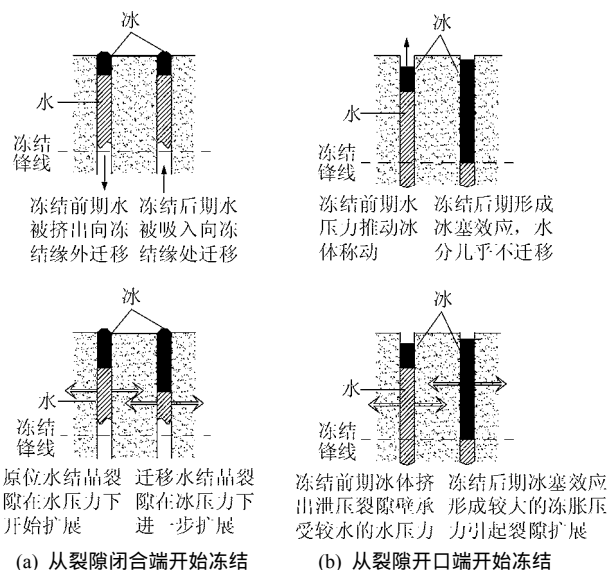 冰
水
冻结
锋线
冻结前期水
被挤出向冻
结缘外迁移
冻结后期水
被吸入向冻
结缘处迁移
冰
水
冻结
锋线
冻结前期水
压力推动冰
体称动
冻结后期形成
冰塞效应，水
分几乎不迁移
冰
水
冻结
锋线
原位水结晶裂
隙在水压力下
开始扩展
迁移水结晶裂
隙在冰压力下
进一步扩展
(a) 从裂隙闭合端开始冻结
冰
水
冻结
锋线
冻结前期冰体挤
出泄压裂隙壁承
受较水的水压力
冻结后期冰塞效应
形成较大的冻胀压
力引起裂隙扩展
(b) 从裂隙开口端开始冻结